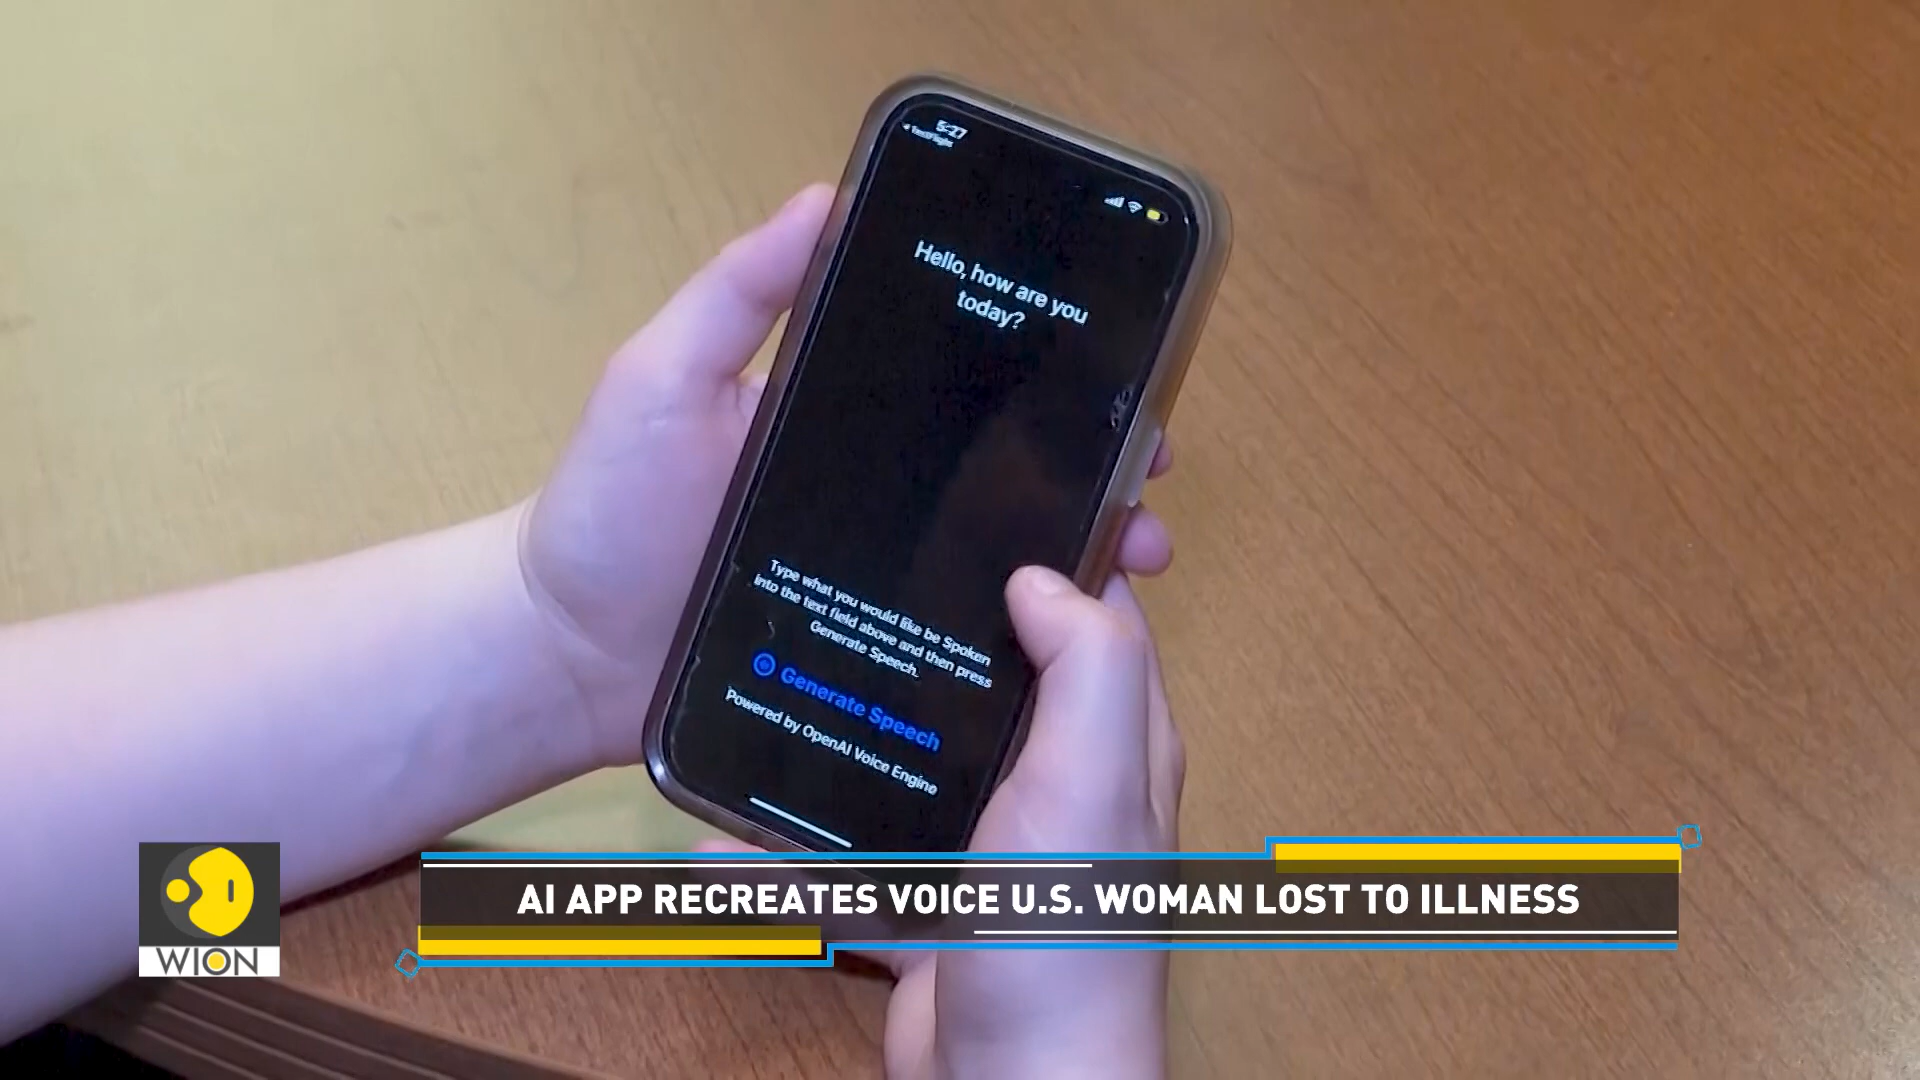 5:27
◂ TestFlight
Hello, how are you
today?
Type what you would like be Spoken
into the text field above and then press
Generate Speech.
Generate Speech
Powered by OpenAI Voice Engine
AI APP RECREATES VOICE U.S. WOMAN LOST TO ILLNESS
WION